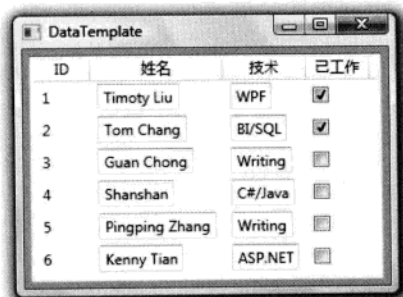 DataTemplate
ID 姓名 技术 己工作
1 Timoty Liu WPF
2 Tom Chang BI/SQL
3 Guan Chong Writing
4 Shanshan C#/Java
5 Pingping Zhang Writing
6 Kenny Tian ASP.NET